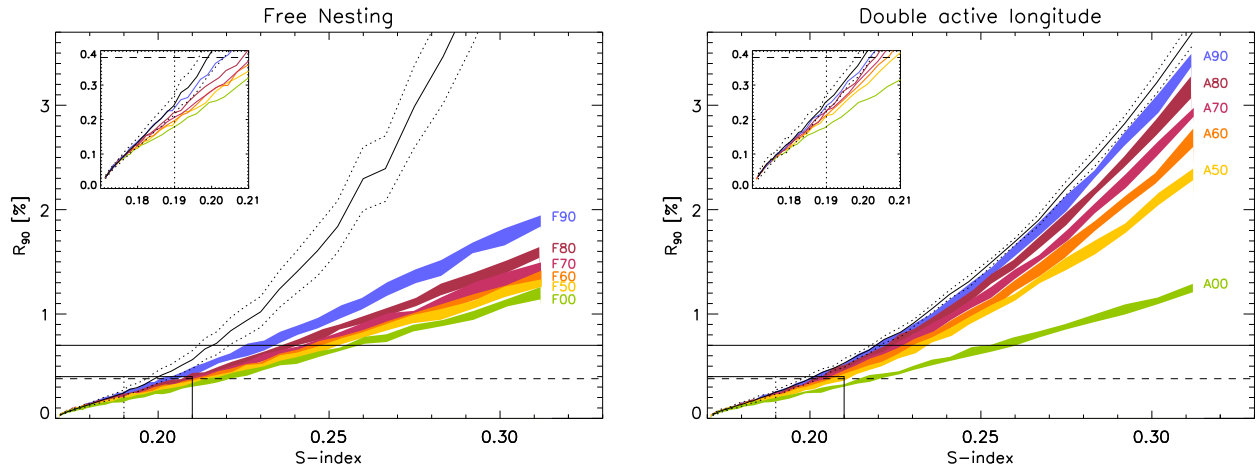 Free Nesting
R90 [%]
3
2
1
0
0.4
0.3
0.2
0.1
0.0
0.18 0.19 0.20 0.21
F90
F80
F70
F60
F50
F00
0.20 0.25 0.30
S-index
Double active longitude
R90 [%]
3
2
1
0
0.4
0.3
0.2
0.1
0.0
0.18 0.19 0.20 0.21
A90
A80
A70
A60
A50
A00
0.20 0.25 0.30
S-index